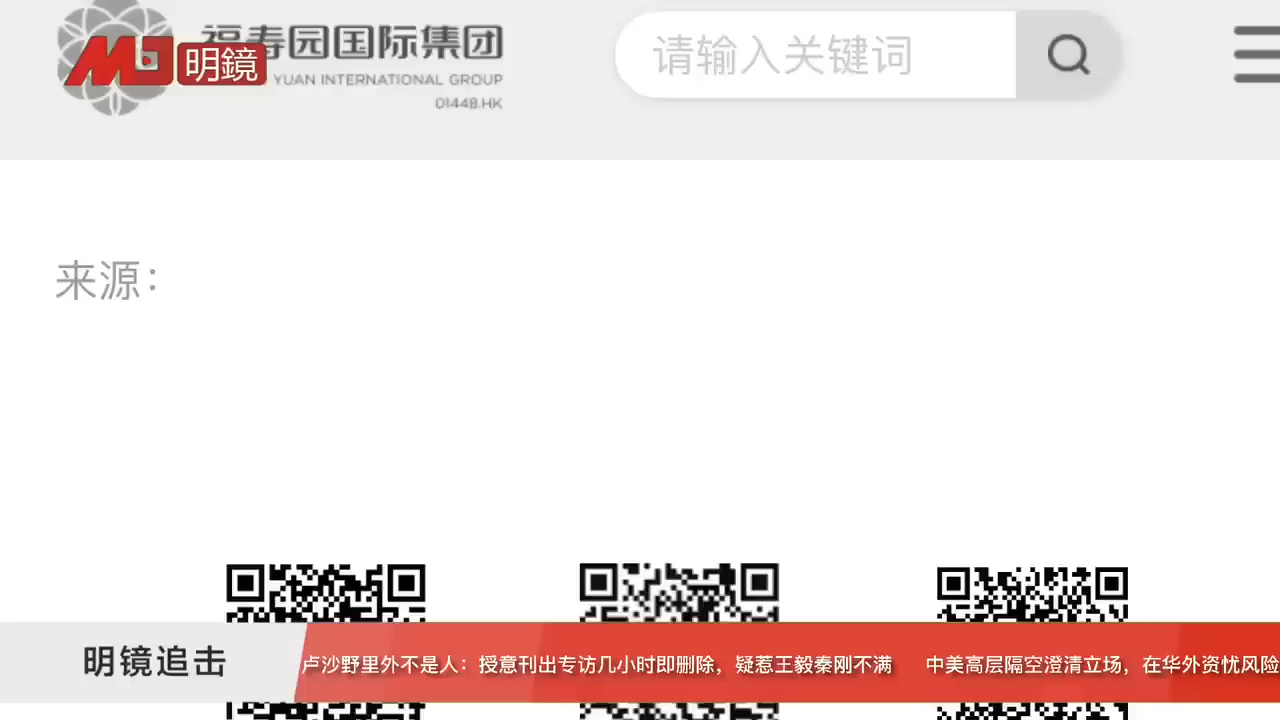 福寿园国际集团
明鏡
YUAN INTERNATIONAL GROUP
01448.HK
请输入关键词
来源：
明镜追击
卢沙野里外不是人：授意刊出专访几小时即删除，疑惹王毅秦刚不满 中美高层隔空澄清立场，在华外资忧风险